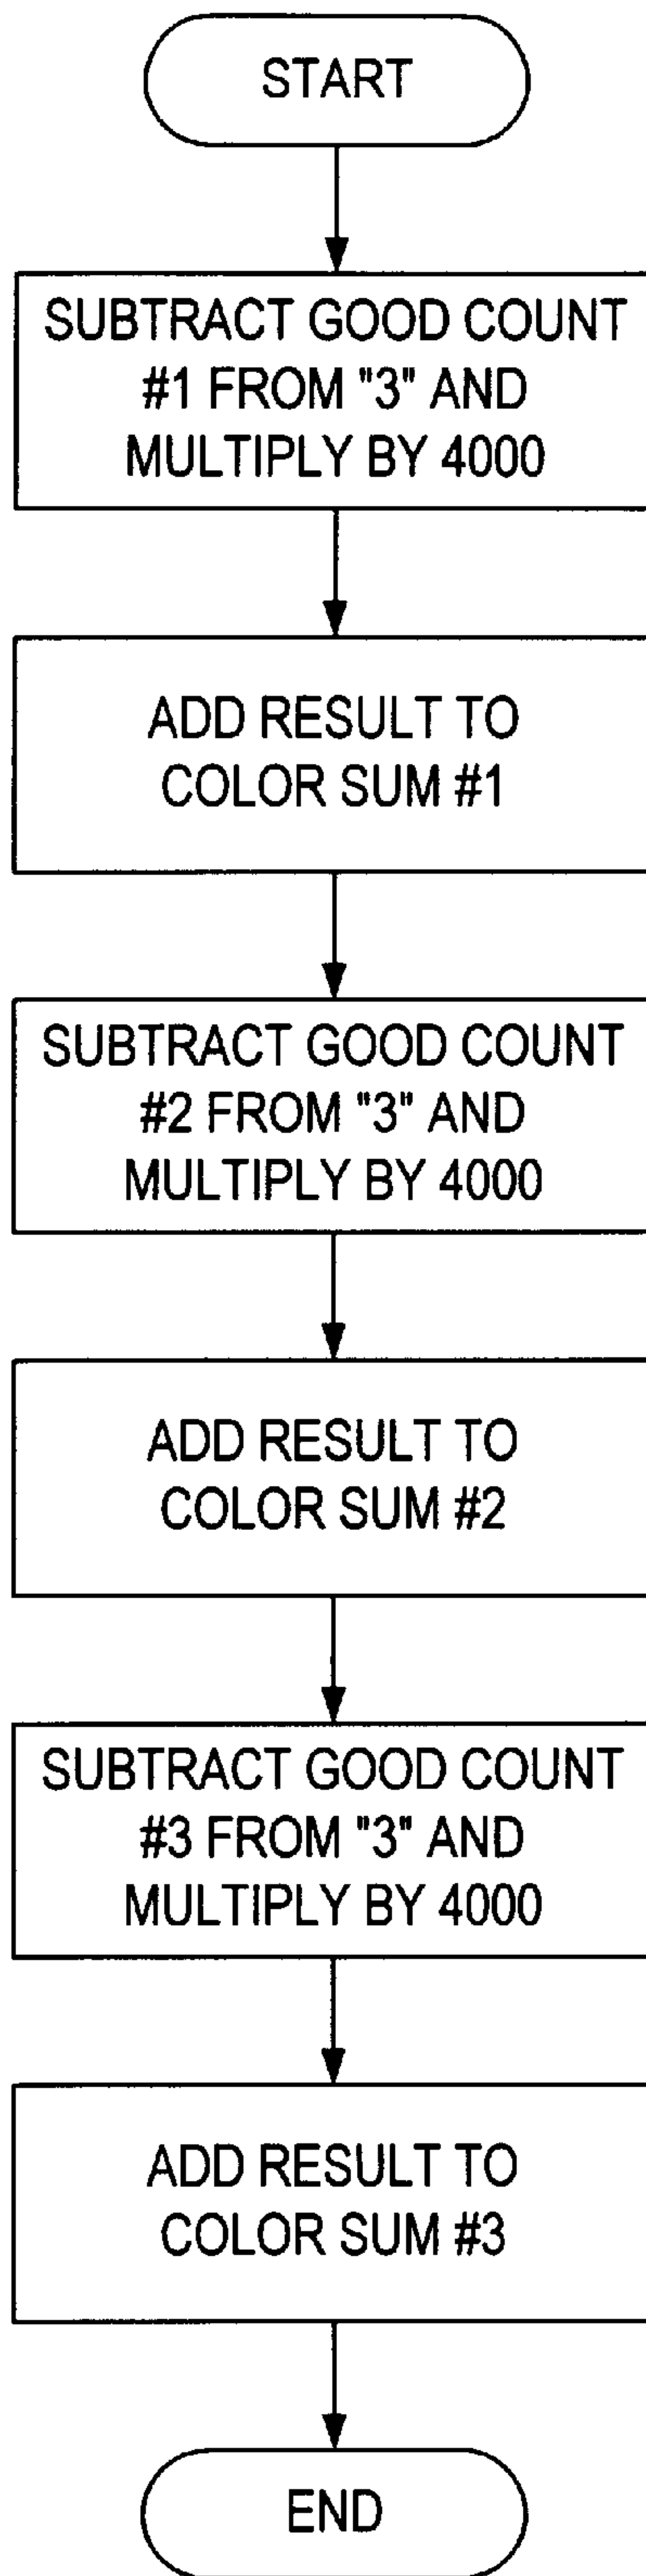 START
SUBTRACT GOOD COUNT
#1 FROM "3" AND
MULTIPLY BY 4000
ADD RESULT TO
COLOR SUM #1
SUBTRACT GOOD COUNT
#2 FROM "3" AND
MULTIPLY BY 4000
ADD RESULT TO
COLOR SUM #2
SUBTRACT GOOD COUNT
#3 FROM "3" AND
MULTIPLY BY 4000
ADD RESULT TO
COLOR SUM #3
END